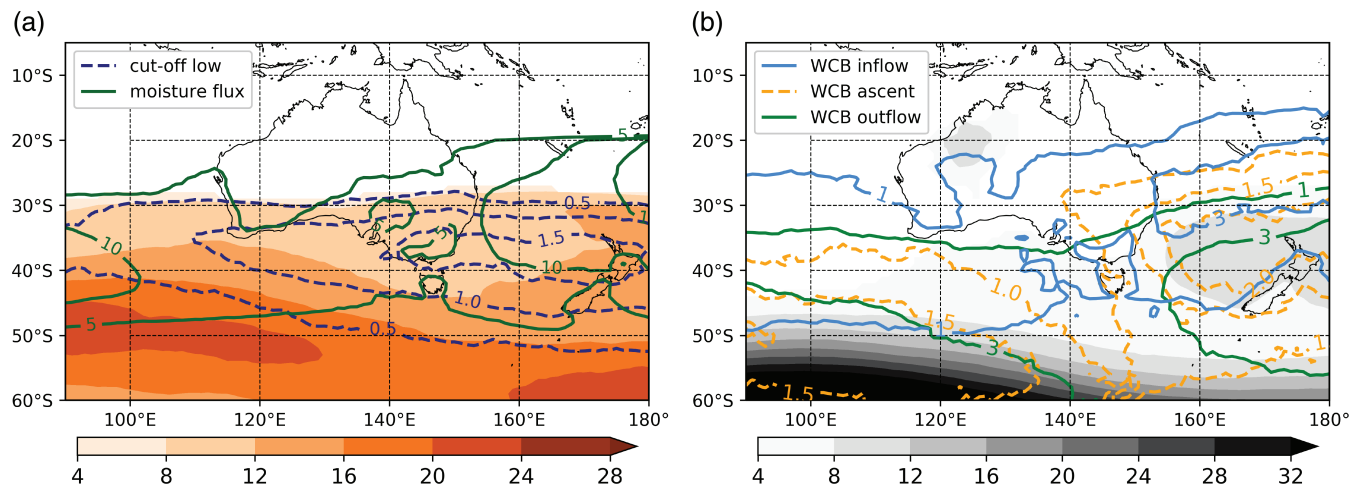 (a)
cut-off low
moisture flux
10°S
20°S
30°S
40°S
50°S
60°S
100°E
120°E
140°E
160°E
180°
5
0.5
1.5
10
10
5
5
1.0
0.5
4
8
12
16
20
24
28
(b)
WCB inflow
WCB ascent
WCB outflow
10°S
20°S
30°S
40°S
50°S
60°S
100°E
120°E
140°E
160°E
180°
1
1.5
1
3
3
1.0
1.5
3
1.5
4
8
12
16
20
24
28
32